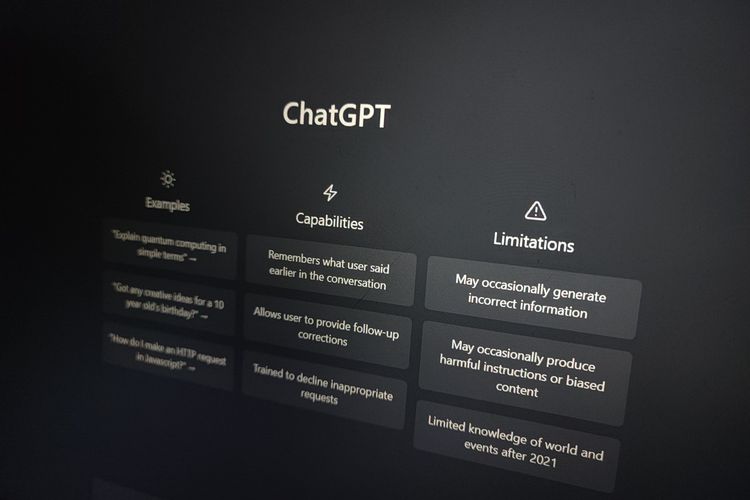 ChatGPT
Examples
"Explain quantum computing in
simple terms" →
"Got any creative ideas for a 10
year old's birthday?" →
"How do I make an HTTP request
in Javascript?" →
Capabilities
Remembers what user said
earlier in the conversation
Allows user to provide follow-up
corrections
Trained to decline inappropriate
requests
Limitations
May occasionally generate
incorrect information
May occasionally produce
harmful instructions or biased
content
Limited knowledge of world and
events after 2021